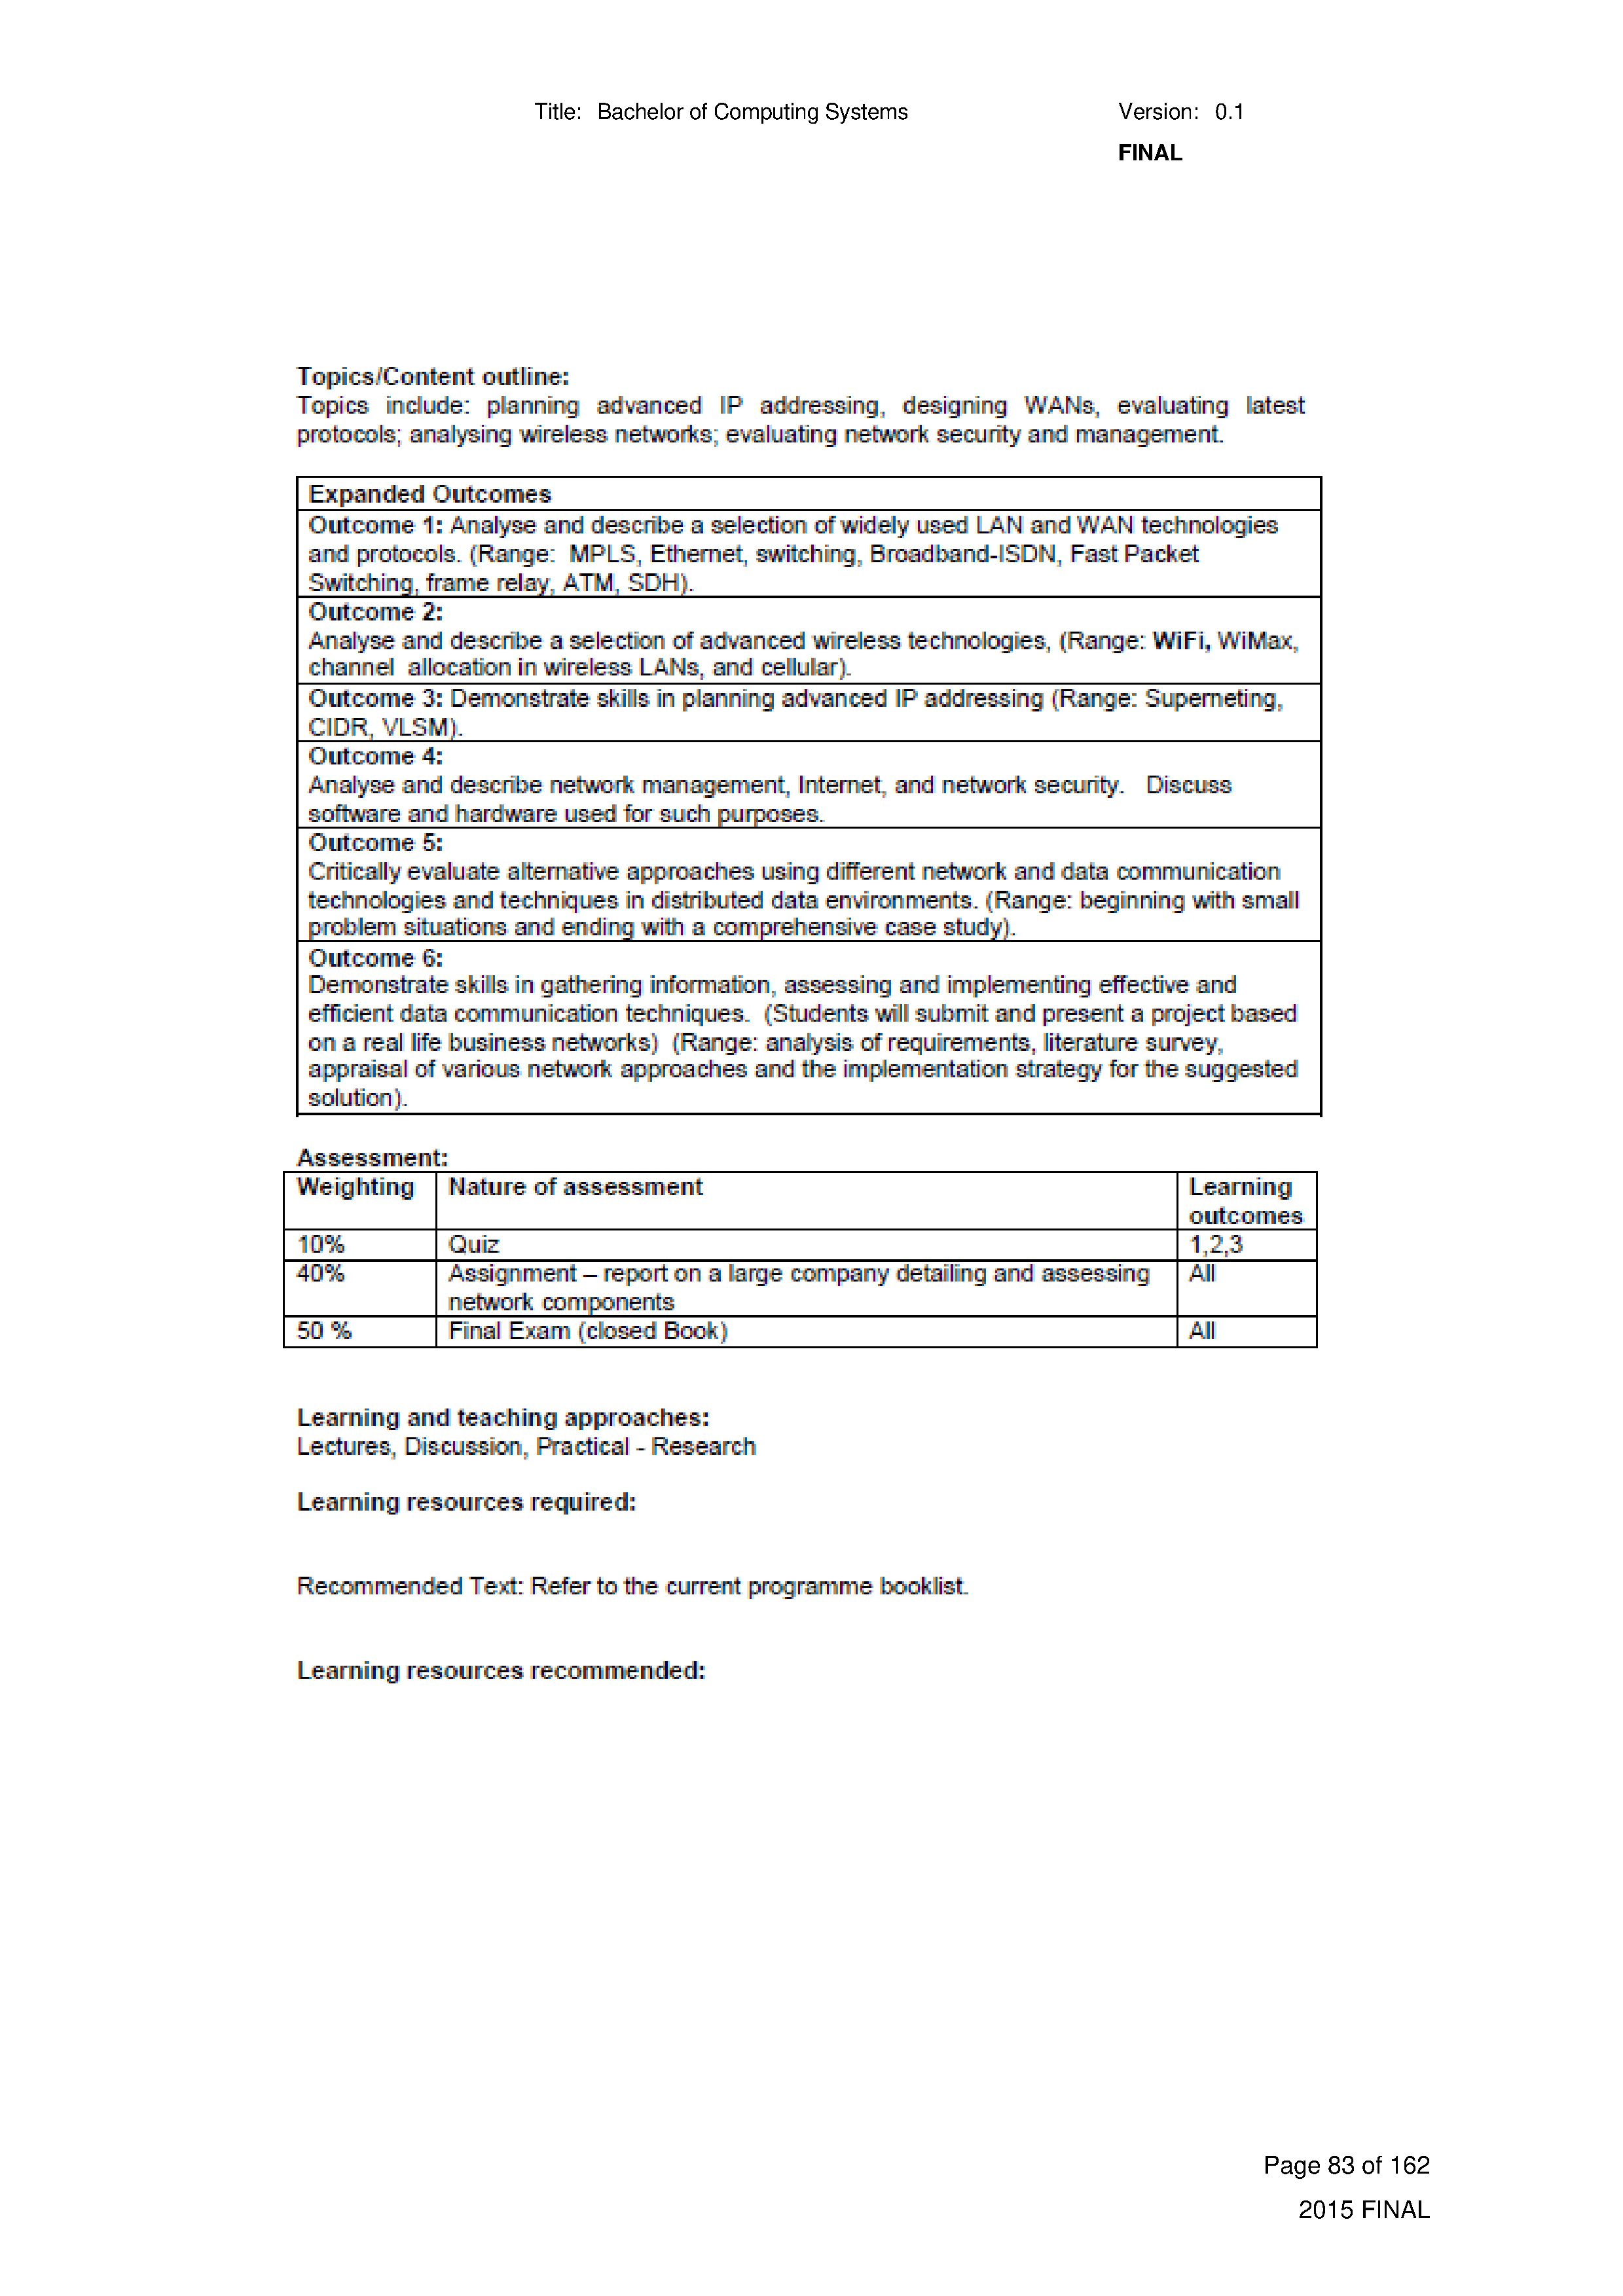 Title: Bachelor of Computing Systems Version: 0.1
FINAL
Topics/Content outline:
Topics include: planning advanced IP addressing, designing WANs, evaluating latest
protocols; analysing wireless networks; evaluating network security and management.
Expanded Outcomes
Outcome 1: Analyse and describe a selection of widely used LAN and WAN technologies
and protocols. (Range: MPLS, Ethernet, switching, Broadband-ISDN, Fast Packet
Switching, frame relay, ATM, SDH).
Outcome 2:
Analyse and describe a selection of advanced wireless technologies, (Range: WiFi, WiMax,
channel allocation in wireless LANs, and cellular).
Outcome 3: Demonstrate skills in planning advanced IP addressing (Range: Superneting,
CIDR, VLSM).
Outcome 4:
Analyse and describe network management, Internet, and network security. Discuss
software and hardware used for such purposes.
Outcome 5:
Critically evaluate alternative approaches using different network and data communication
technologies and techniques in distributed data environments. (Range: beginning with small
problem situations and ending with a comprehensive case study).
Outcome 6:
Demonstrate skills in gathering information, assessing and implementing effective and
efficient data communication techniques. (Students will submit and present a project based
on a real life business networks) (Range: analysis of requirements, literature survey,
appraisal of various network approaches and the implementation strategy for the suggested
solution).
Assessment:
Weighting Nature of assessment Learning
outcomes
10% Quiz 1,2,3
40% Assignment – report on a large company detailing and assessing All
network components
50 % Final Exam (closed Book) All
Learning and teaching approaches:
Lectures, Discussion, Practical - Research
Learning resources required:
Recommended Text: Refer to the current programme booklist.
Learning resources recommended:
Page 83 of 162
2015 FINAL